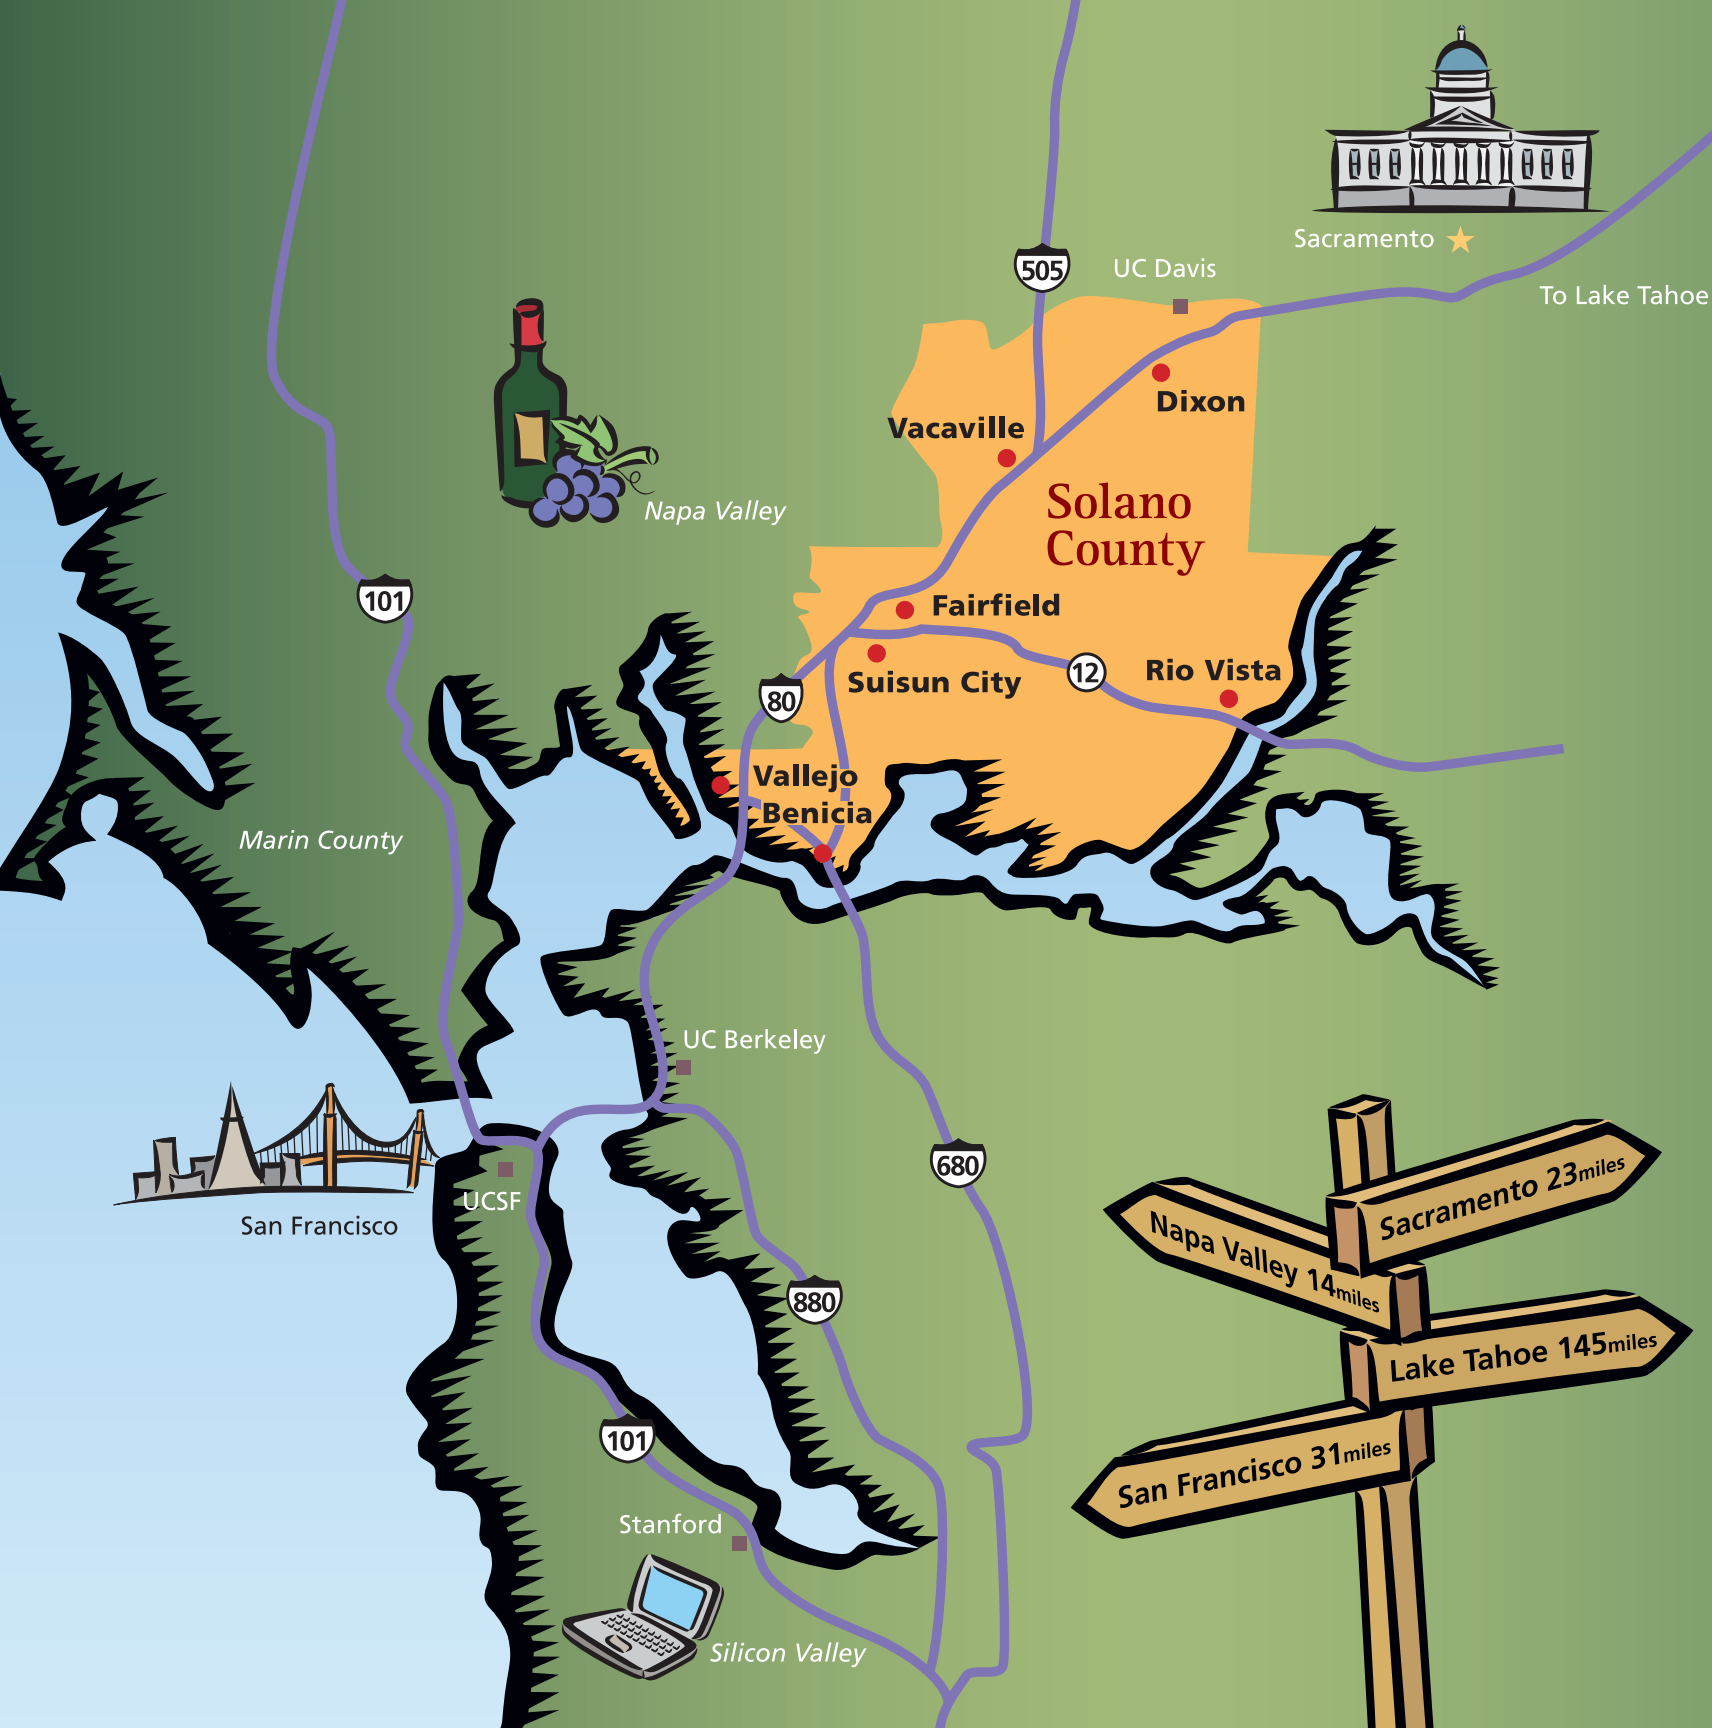 505
UC Davis
Sacramento
To Lake Tahoe
Dixon
Vacaville
Napa Valley
Solano
County
101
Fairfield
12
Rio Vista
Suisun City
80
Vallejo
Benicia
Marin County
UC Berkeley
680
UCSF
San Francisco
880
101
Stanford
Silicon Valley
Sacramento 23miles
Napa Valley 14miles
Lake Tahoe 145miles
San Francisco 31miles